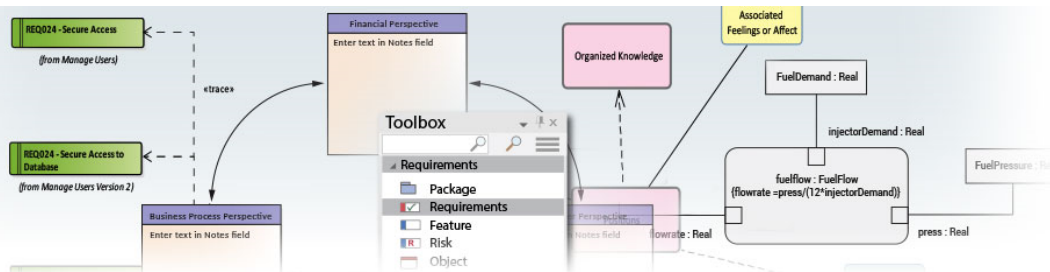 REQ024 - Secure Access
(from Manage Users)
«trace»
REQ024 - Secure Access to
Database
(from Manage Users Version 2)
Financial Perspective
Enter text in Notes field
Business Process Perspective
Enter text in Notes field
Toolbox
Requirements
Package
Requirements
Feature
Risk
Object
Organized Knowledge
Associated
Feelings or Affect
Perspective
Notes field
flowrate : Real
FuelDemand : Real
injectorDemand : Real
fuelflow : FuelFlow
{flowrate =press/(12*injectorDemand)}
FuelPressure :
press : Real